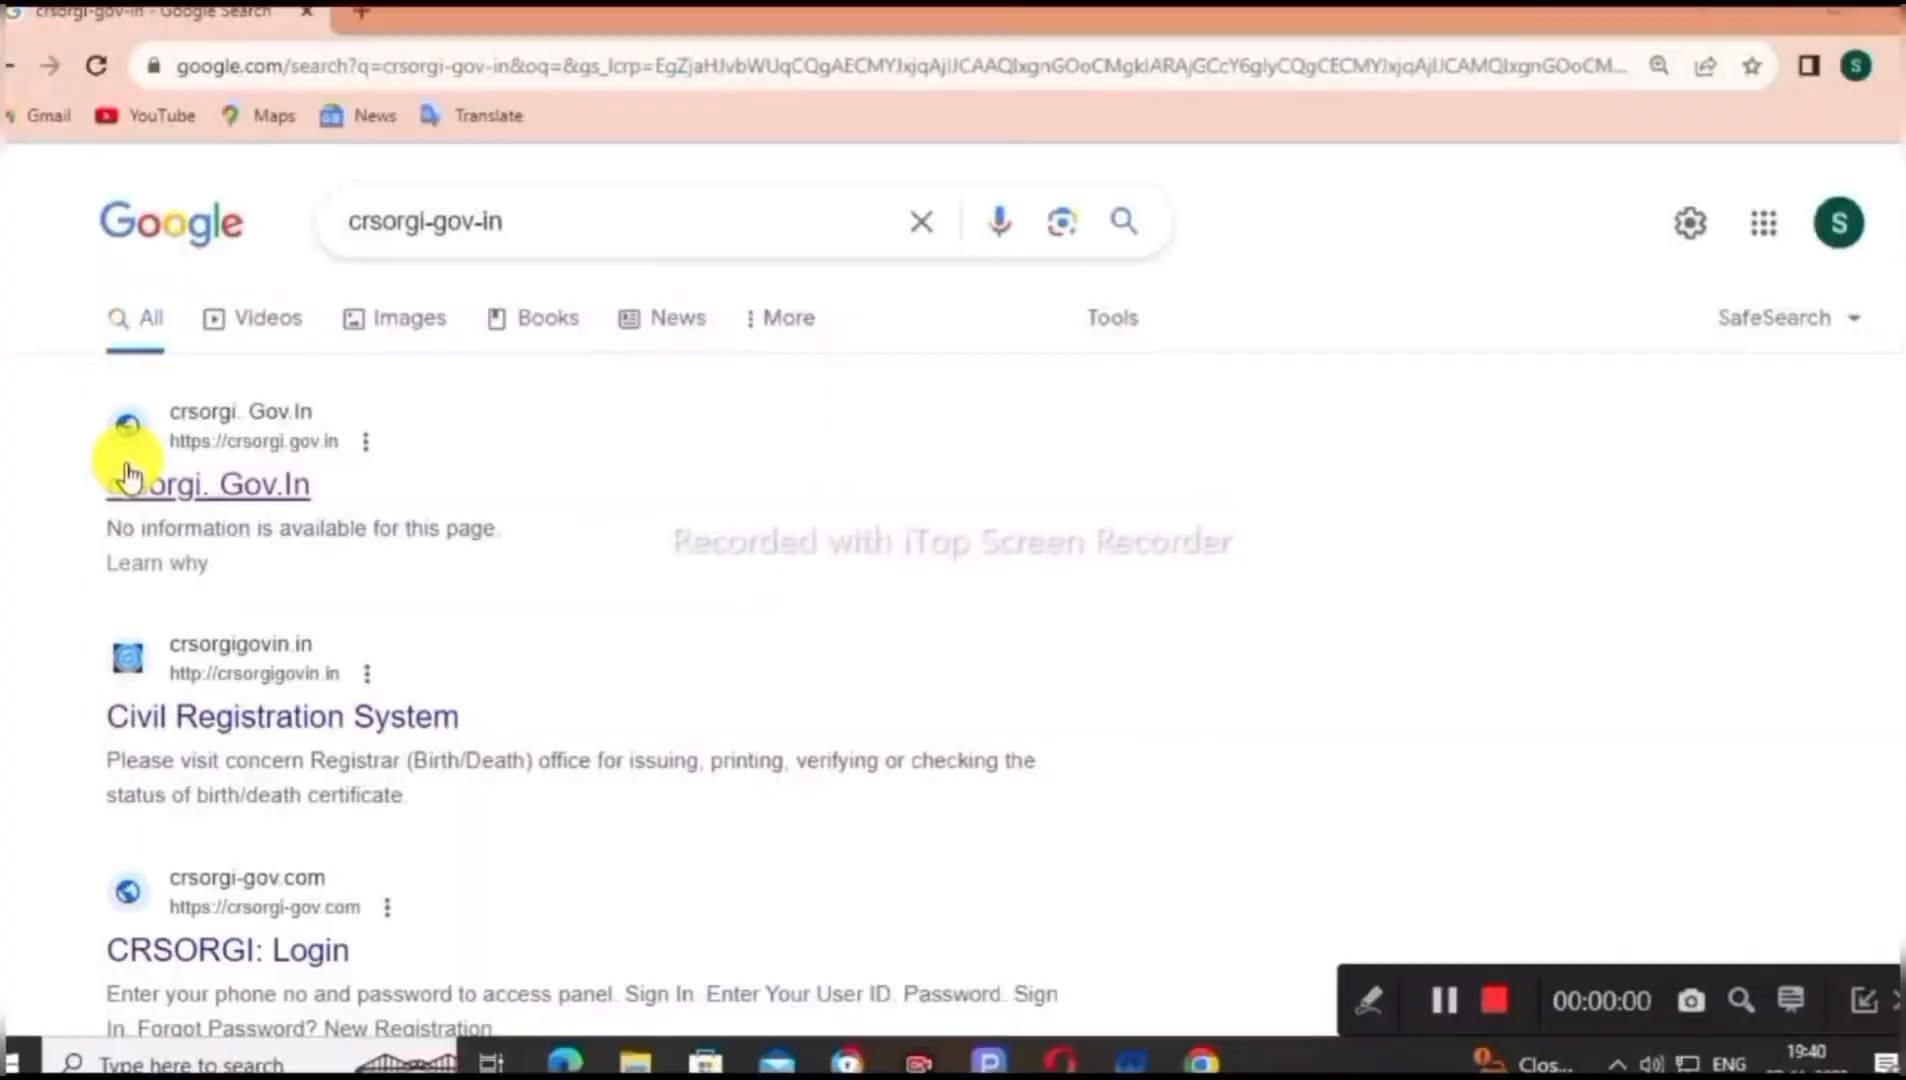 crsorgi-gov-in - Google Search
google.com/search?q=crsorgi-gov-in&oq=&gs_lcrp=
Gmail YouTube Maps News Translate
Google crsorgi-gov-in S
All Videos Images Books News More Tools SafeSearch
crsorgi. Gov.In
https://crsorgi.gov.in
orgi. Gov.In
No information is available for this page.
Learn why
Recorded with iTop Screen Recorder
crsorgigovin.in
http://crsorgigovin.in
Civil Registration System
Please visit concern Registrar (Birth/Death) office for issuing, printing, verifying or checking the
status of birth/death certificate.
crsorgi-gov.com
https://crsorgi-gov.com
CRSORGI: Login
Enter your phone no and password to access panel. Sign In. Enter Your User ID. Password. Sign
In. Forgot Password? New Registration.
00:00:00
Type here to search
Clos... ENG 19:40